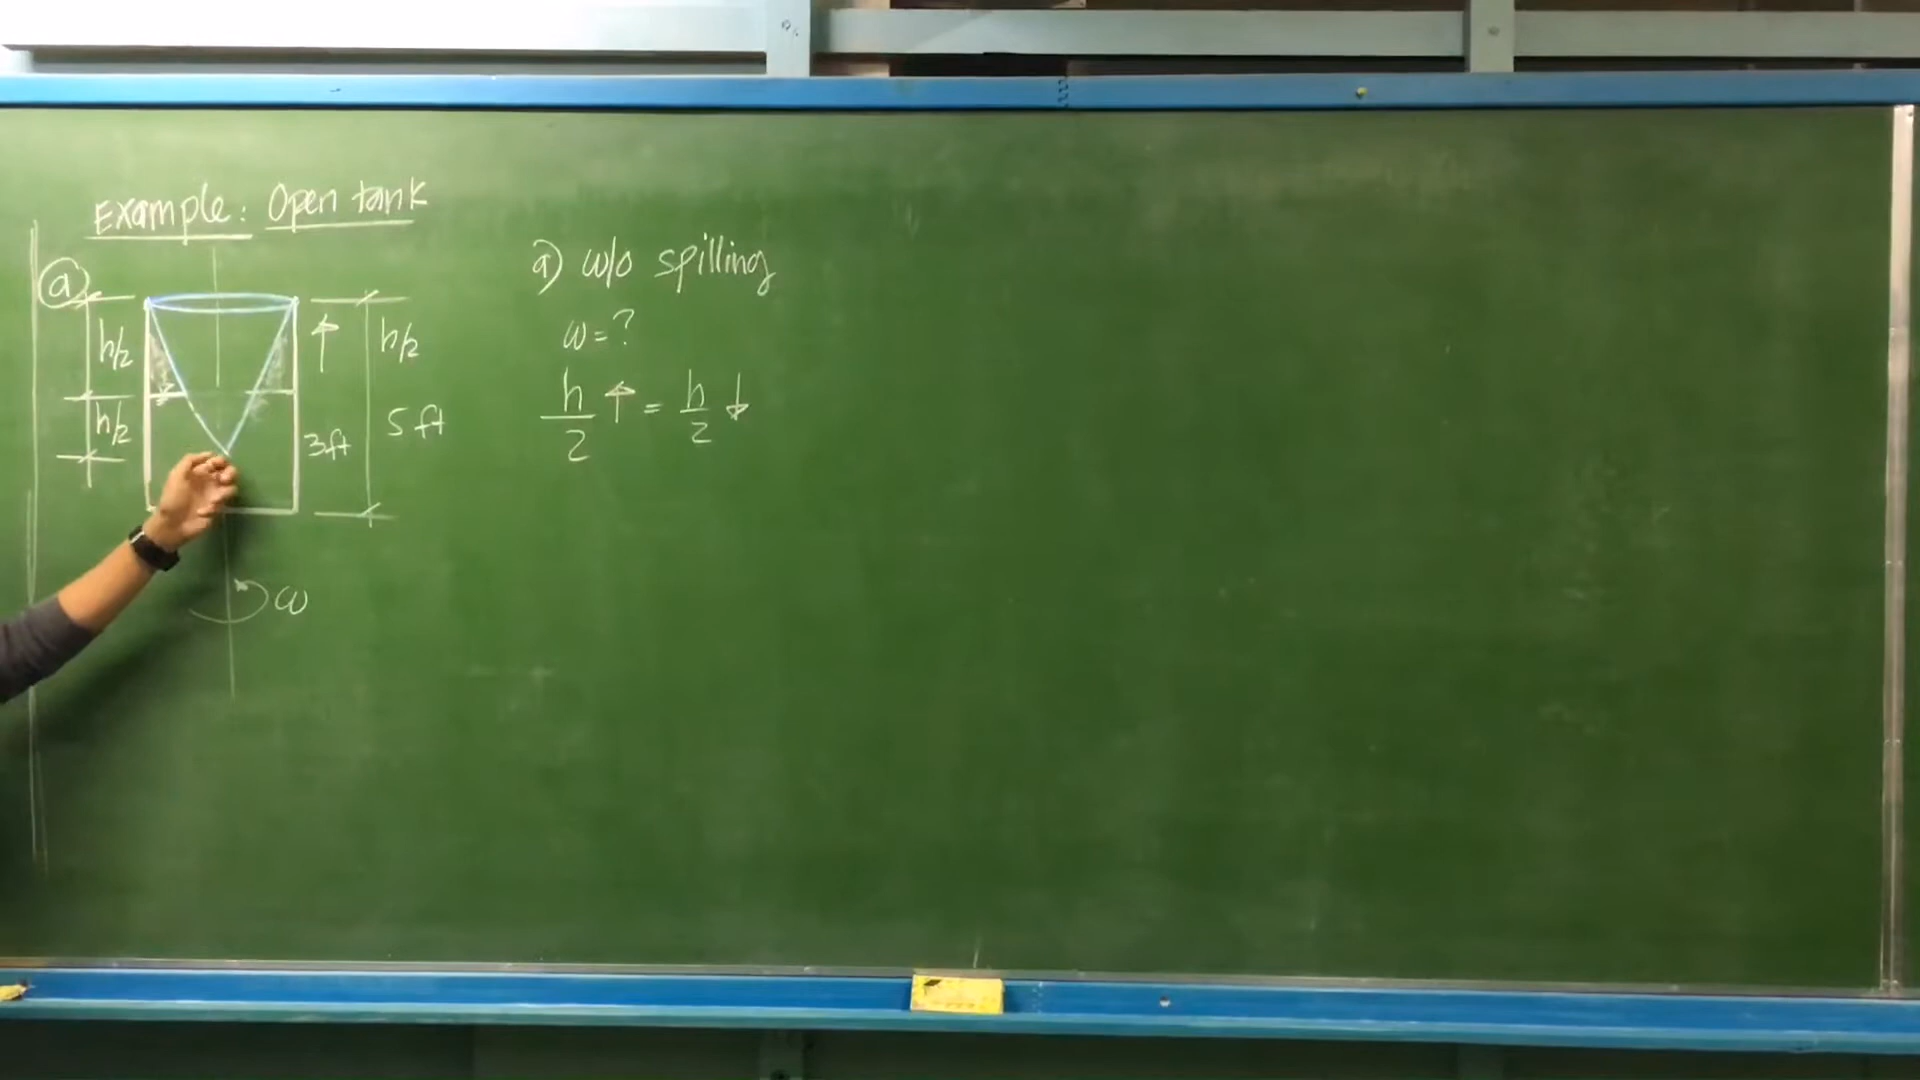 Example: Open tank
a
h/2
h/2
h/2
3ft
5 ft
ω
a) w/o spilling
ω = ?
h/2 ↑ = h/2 ↓